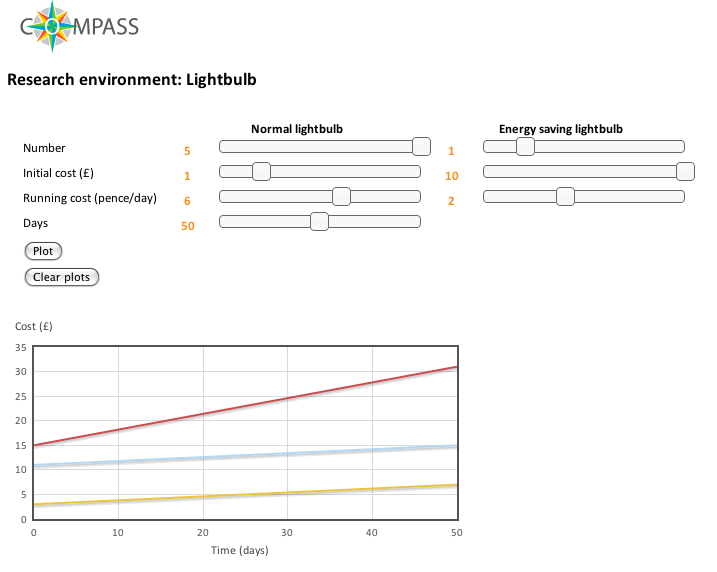 COMPASS
Research environment: Lightbulb
Normal lightbulb Energy saving lightbulb
Number 5 1
Initial cost (£) 1 10
Running cost (pence/day) 6 2
Days 50
Plot
Clear plots
Cost (£)
35
30
25
20
15
10
5
0
0 10 20 30 40 50
Time (days)